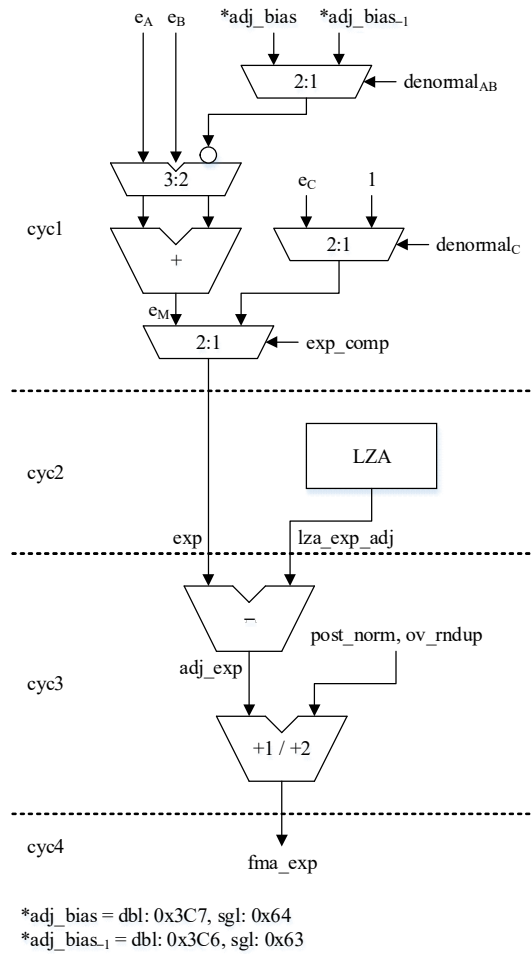 e_A e_B *adj_bias *adj_bias₋₁
2:1 denormal_AB
3:2 e_C 1
cyc1
2:1 denormal_C
+
e_M
2:1 exp_comp
cyc2 LZA
exp lza_exp_adj
−
post_norm, ov_rndup
adj_exp
cyc3
+1 / +2
cyc4
fma_exp
*adj_bias = dbl: 0x3C7, sgl: 0x64
*adj_bias₋₁ = dbl: 0x3C6, sgl: 0x63